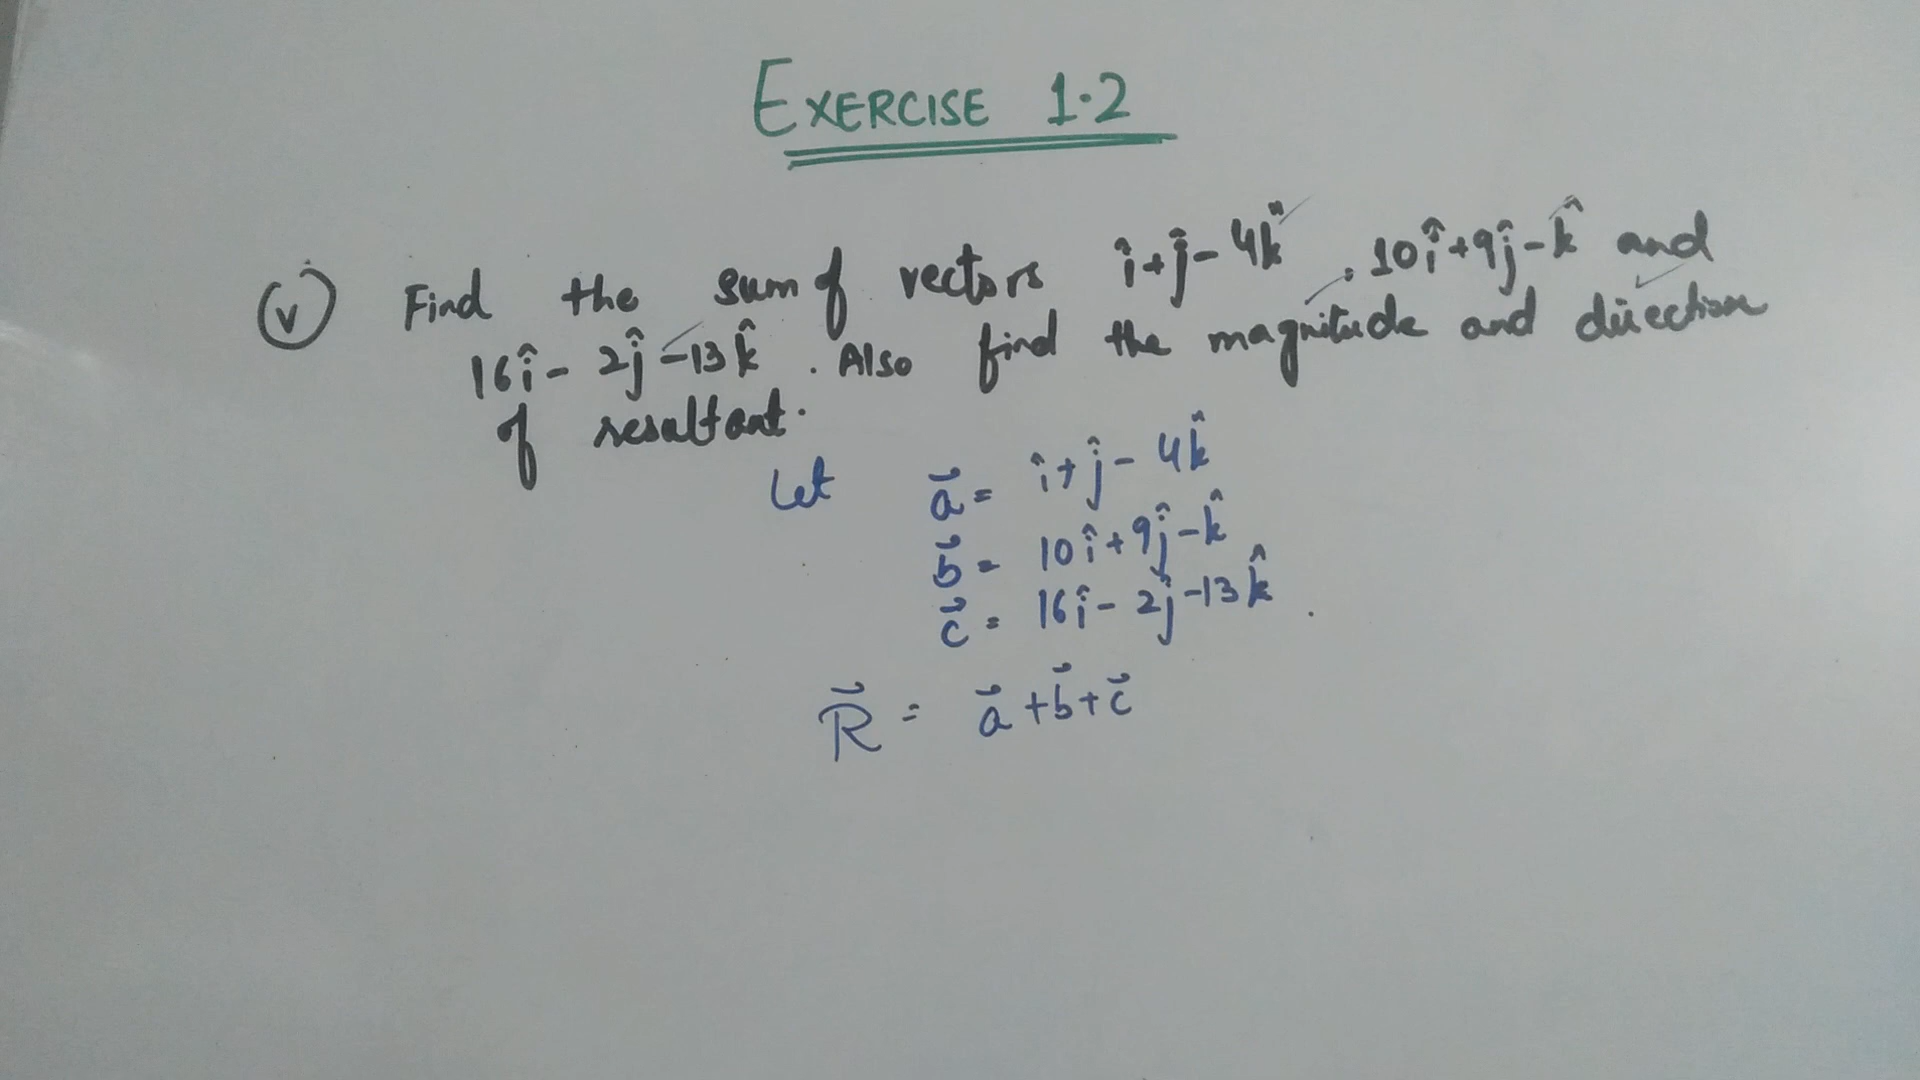 EXERCISE 1.2
(v) Find the sum of vectors î+ĵ-4k̂, 10î+9ĵ-k̂ and
16î-2ĵ-13k̂. Also find the magnitude and direction
of resultant.
Let a⃗ = î+ĵ-4k̂
b⃗ = 10î+9ĵ-k̂
c⃗ = 16î-2ĵ-13k̂.
R⃗ = a⃗+b⃗+c⃗